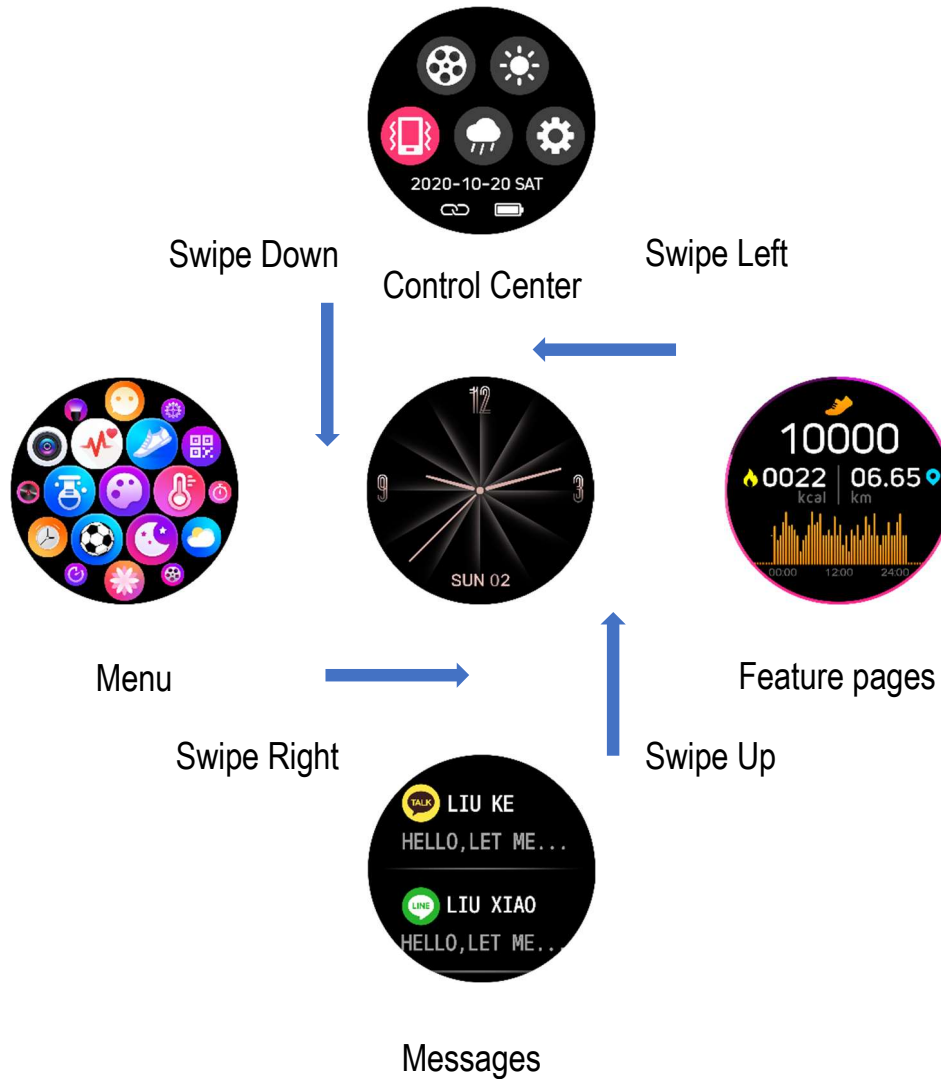 2020-10-20 SAT
Swipe Down
Swipe Left
Control Center
12
9
3
SUN 02
10000
0022
06.65
kcal
km
00:00
12:00
24:00
Menu
Feature pages
Swipe Right
Swipe Up
TALK
LIU KE
HELLO,LET ME...
LINE
LIU XIAO
HELLO,LET ME...
Messages